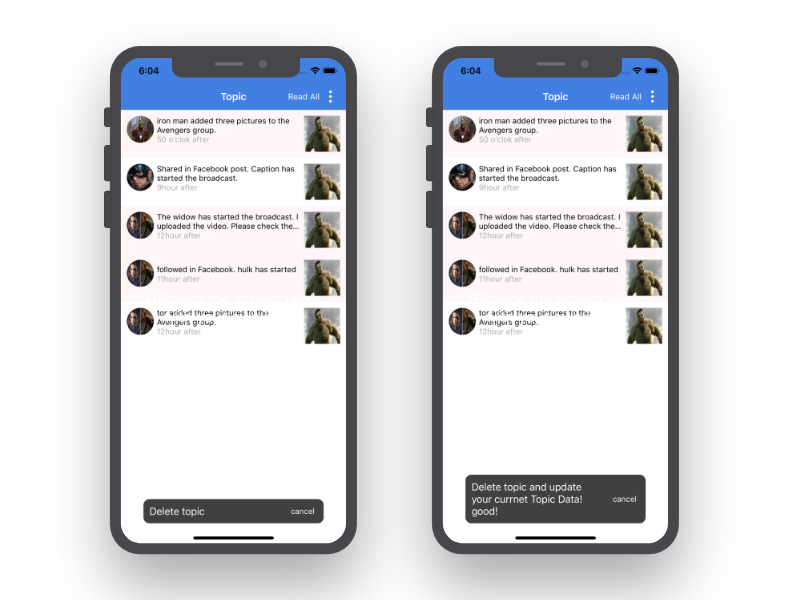 6:04
Topic
Read All
iron man added three pictures to the
Avengers group.
50 o'clok after
Shared in Facebook post. Caption has
started the broadcast.
9hour after
The widow has started the broadcast. I
uploaded the video. Please check the...
12hour after
followed in Facebook. hulk has started
11hour after
tor added three pictures to the
Avengers group.
12hour after
Delete topic
cancel
6:04
Topic
Read All
iron man added three pictures to the
Avengers group.
50 o'clok after
Shared in Facebook post. Caption has
started the broadcast.
9hour after
The widow has started the broadcast. I
uploaded the video. Please check the...
12hour after
followed in Facebook. hulk has started
11hour after
tor added three pictures to the
Avengers group.
12hour after
Delete topic and update
your currnet Topic Data!
good!
cancel